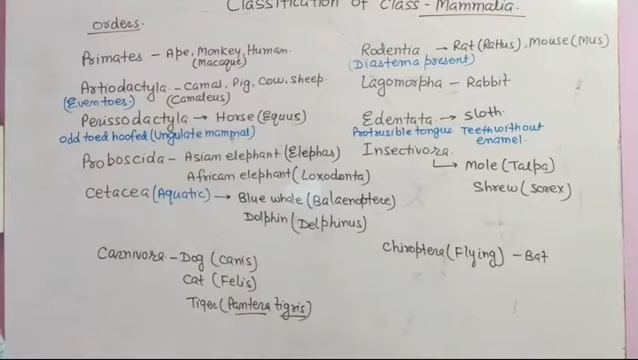 Classification of Class - Mammalia.
Orders.
Primates - Ape, Monkey, Human.
(Macaque)
Artiodactyla - Camal, Pig, Cow, Sheep
(Even toes) (Camaleus)
Perissodactyla → Horse (Equus)
Odd toed hoofed (Ungulate mammal)
Proboscida - Asian elephant (Elephas)
African elephant (Loxodonta)
Cetacea (Aquatic) → Blue whale (Balaenoptere)
Dolphin (Delphinus)
Carnivora - Dog (Canis)
Cat (Felis)
Tiger (Pantera tigris)
Rodentia → Rat (Rattus), Mouse (Mus)
(Diastema present)
Lagomorpha - Rabbit
Edentata → Sloth.
Protrusible tongue Teeth without
enamel.
Insectivora
→ Mole (Talpa)
Shrew (Sorex)
Chiroptera (Flying) - Bat